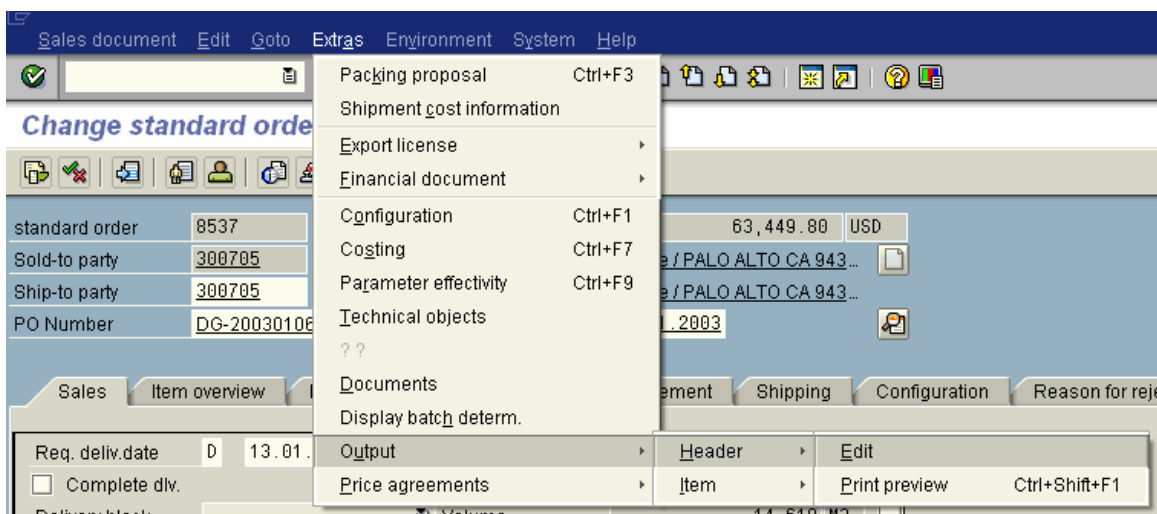 Sales document Edit Goto Extras Environment System Help
Packing proposal Ctrl+F3
Shipment cost information
Change standard orde
Export license
Financial document
standard order 8537
Configuration Ctrl+F1
63,449.80 USD
Sold-to party 300705
Costing Ctrl+F7
/ PALO ALTO CA 943...
Ship-to party 300705
Parameter effectivity Ctrl+F9
/ PALO ALTO CA 943...
PO Number DG-20030106
Technical objects
.2003
? ?
Sales Item overview
Documents
ement Shipping Configuration Reason for reje
Display batch determ.
Req. deliv.date D 13.01.
Output
Header
Edit
Complete dlv.
Price agreements
Item
Print preview Ctrl+Shift+F1